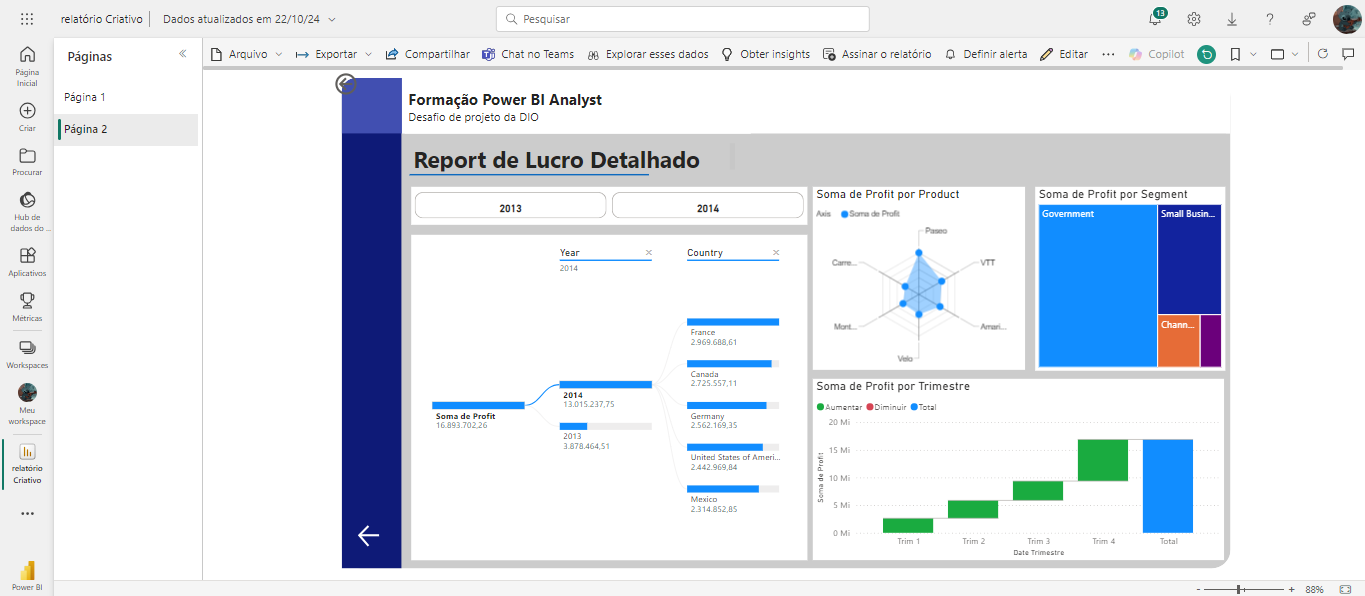 relatório Criativo
Dados atualizados em 22/10/24
Pesquisar
13
Página
Inicial
Criar
Procurar
Hub de
dados do ...
Aplicativos
Métricas
Workspaces
Meu
workspace
relatório
Criativo
Power BI
Páginas
Página 1
Página 2
Arquivo
Exportar
Compartilhar
Chat no Teams
Explorar esses dados
Obter insights
Assinar o relatório
Definir alerta
Editar
Copilot
Formação Power BI Analyst
Desafio de projeto da DIO
Report de Lucro Detalhado
2013
2014
Year
2014
Country
Soma de Profit
16.893.702,26
2014
13.015.237,75
2013
3.878.464,51
France
2.969.688,61
Canada
2.725.557,11
Germany
2.562.169,35
United States of Ameri...
2.442.969,84
Mexico
2.314.852,85
Soma de Profit por Product
Axis
Soma de Profit
Paseo
VTT
Amari...
Velo
Mont...
Carre...
Soma de Profit por Segment
Government
Small Busin...
Chann...
Soma de Profit por Trimestre
Aumentar
Diminuir
Total
Soma de Profit
20 Mi
15 Mi
10 Mi
5 Mi
0 Mi
Trim 1
Trim 2
Trim 3
Trim 4
Total
Date Trimestre
- + 88%